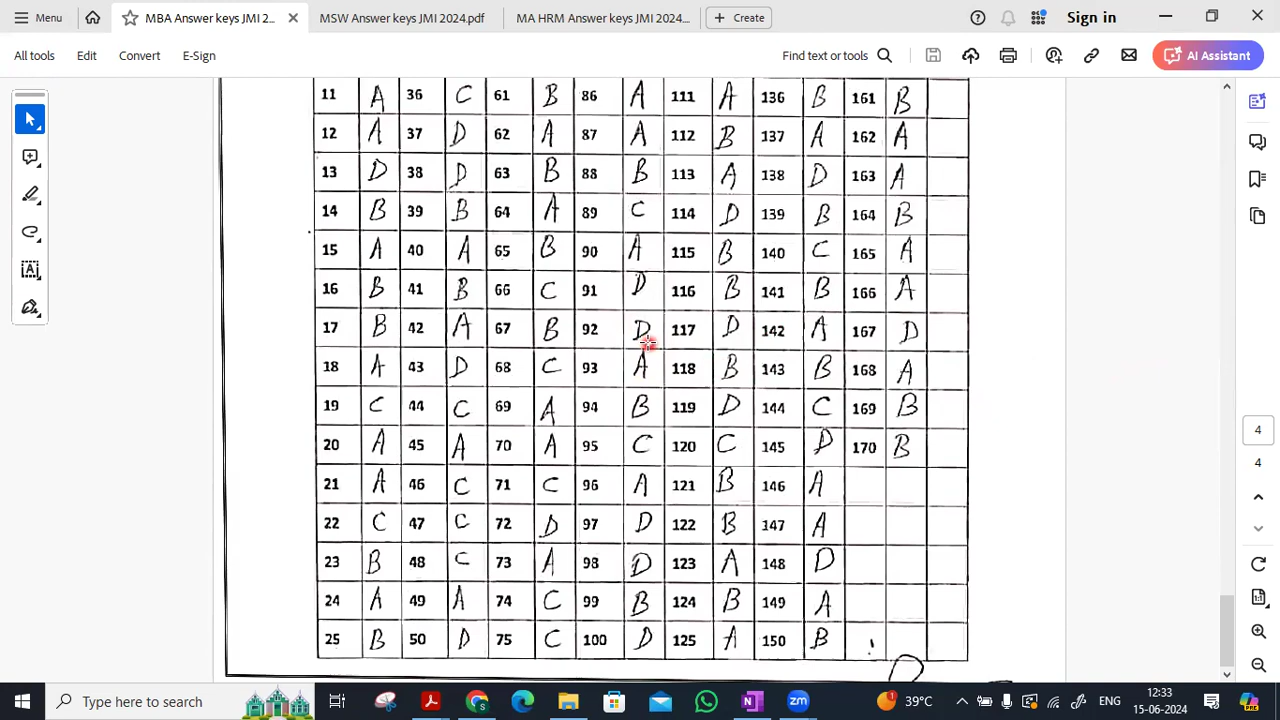 Menu MBA Answer keys JMI 2... MSW Answer keys JMI 2024.pdf MA HRM Answer keys JMI 2024... Create Sign in
All tools Edit Convert E-Sign Find text or tools AI Assistant
11 A 36 C 61 B 86 A 111 A 136 B 161 B
12 A 37 D 62 A 87 A 112 B 137 A 162 A
13 D 38 D 63 B 88 B 113 A 138 D 163 A
14 B 39 B 64 A 89 C 114 D 139 B 164 B
15 A 40 A 65 B 90 A 115 B 140 C 165 A
16 B 41 B 66 C 91 D 116 B 141 B 166 A
17 B 42 A 67 B 92 D 117 D 142 A 167 D
18 A 43 D 68 C 93 A 118 B 143 B 168 A
19 C 44 C 69 A 94 B 119 D 144 C 169 B
20 A 45 A 70 A 95 C 120 C 145 D 170 B
21 A 46 C 71 C 96 A 121 B 146 A
22 C 47 C 72 D 97 D 122 B 147 A
23 B 48 C 73 A 98 D 123 A 148 D
24 A 49 A 74 C 99 B 124 B 149 A
25 B 50 D 75 C 100 D 125 A 150 B
4
4
Type here to search 39°C ENG 12:33
15-06-2024